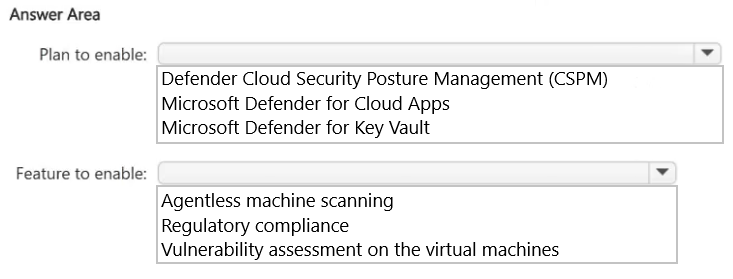 Answer Area
Plan to enable:
Defender Cloud Security Posture Management (CSPM)
Microsoft Defender for Cloud Apps
Microsoft Defender for Key Vault
Feature to enable:
Agentless machine scanning
Regulatory compliance
Vulnerability assessment on the virtual machines